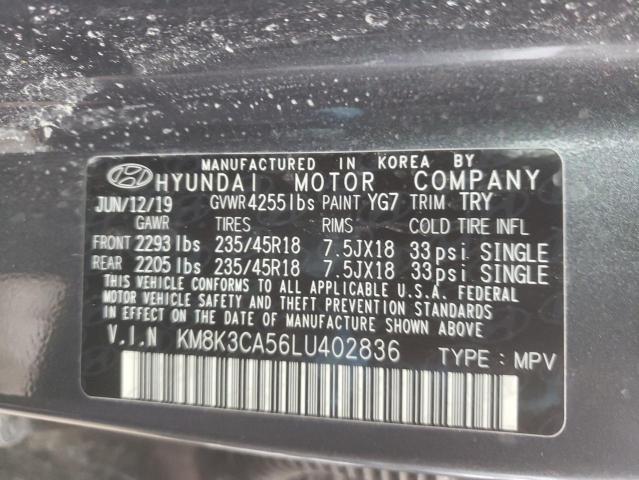 MANUFACTURED IN KOREA BY
HYUNDAI MOTOR COMPANY
JUN/12/19 GVWR 4255lbs PAINT YG7 TRIM TRY
GAWR TIRES RIMS COLD TIRE INFL
FRONT 2293 lbs 235/45R18 7.5JX18 33 psi SINGLE
REAR 2205 lbs 235/45R18 7.5JX18 33 psi SINGLE
THIS VEHICLE CONFORMS TO ALL APPLICABLE U.S.A. FEDERAL
MOTOR VEHICLE SAFETY AND THEFT PREVENTION STANDARDS
IN EFFECT ON THE DATE OF MANUFACTURE SHOWN ABOVE.
V.I.N KM8K3CA56LU402836 TYPE : MPV